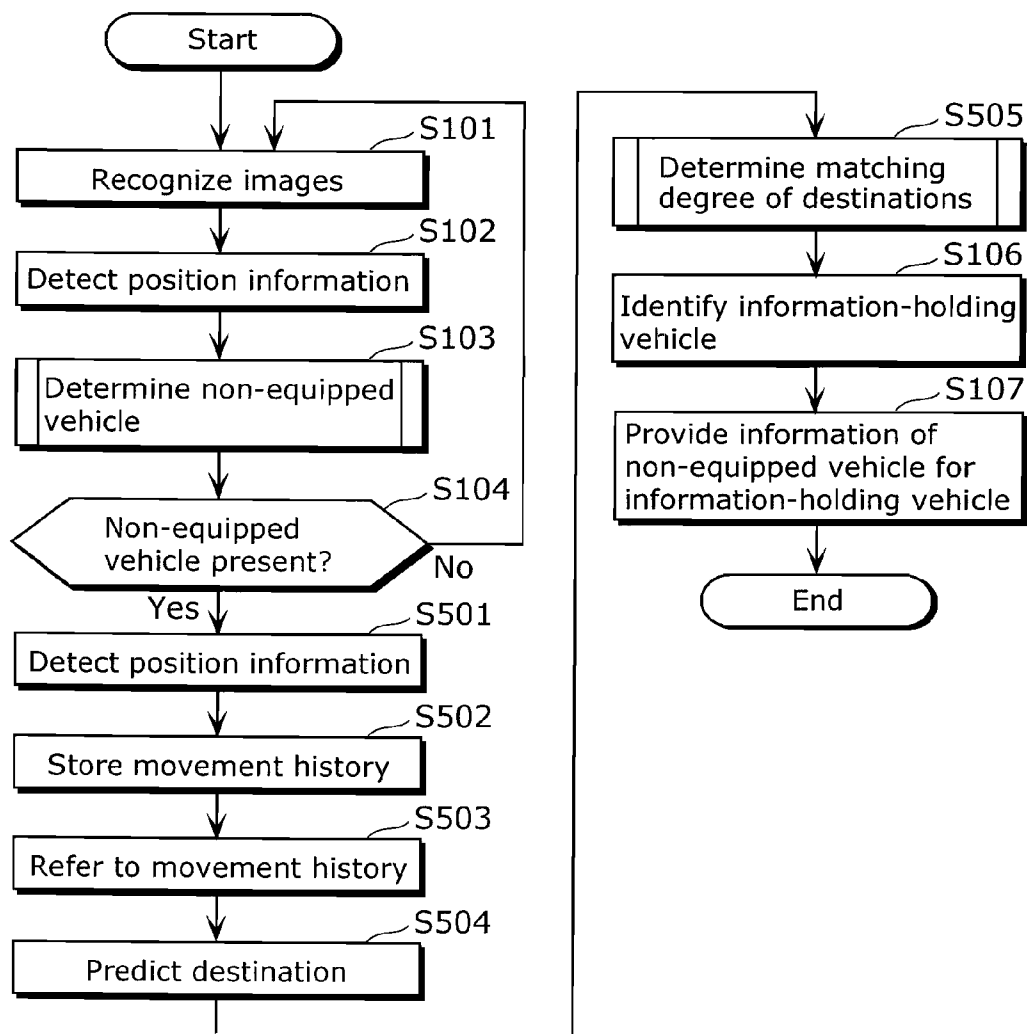 Start
S101
Recognize images
S102
Detect position information
S103
Determine non-equipped
vehicle
S104
Non-equipped
vehicle present?
No
Yes
S501
Detect position information
S502
Store movement history
S503
Refer to movement history
S504
Predict destination
S505
Determine matching
degree of destinations
S106
Identify information-holding
vehicle
S107
Provide information of
non-equipped vehicle for
information-holding vehicle
End